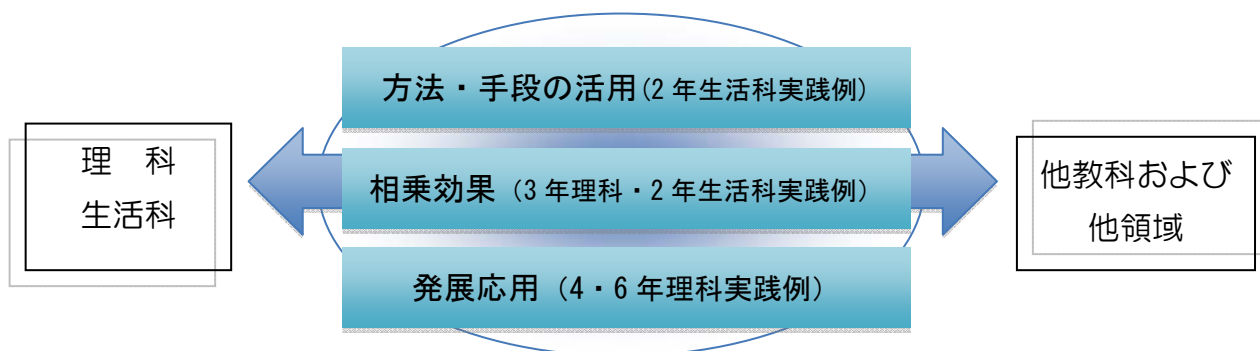 方法・手段の活用(2年生活科実践例)
理　科
生活科
相乗効果（3年理科・2年生活科実践例）
他教科および
他領域
発展応用（4・6年理科実践例）